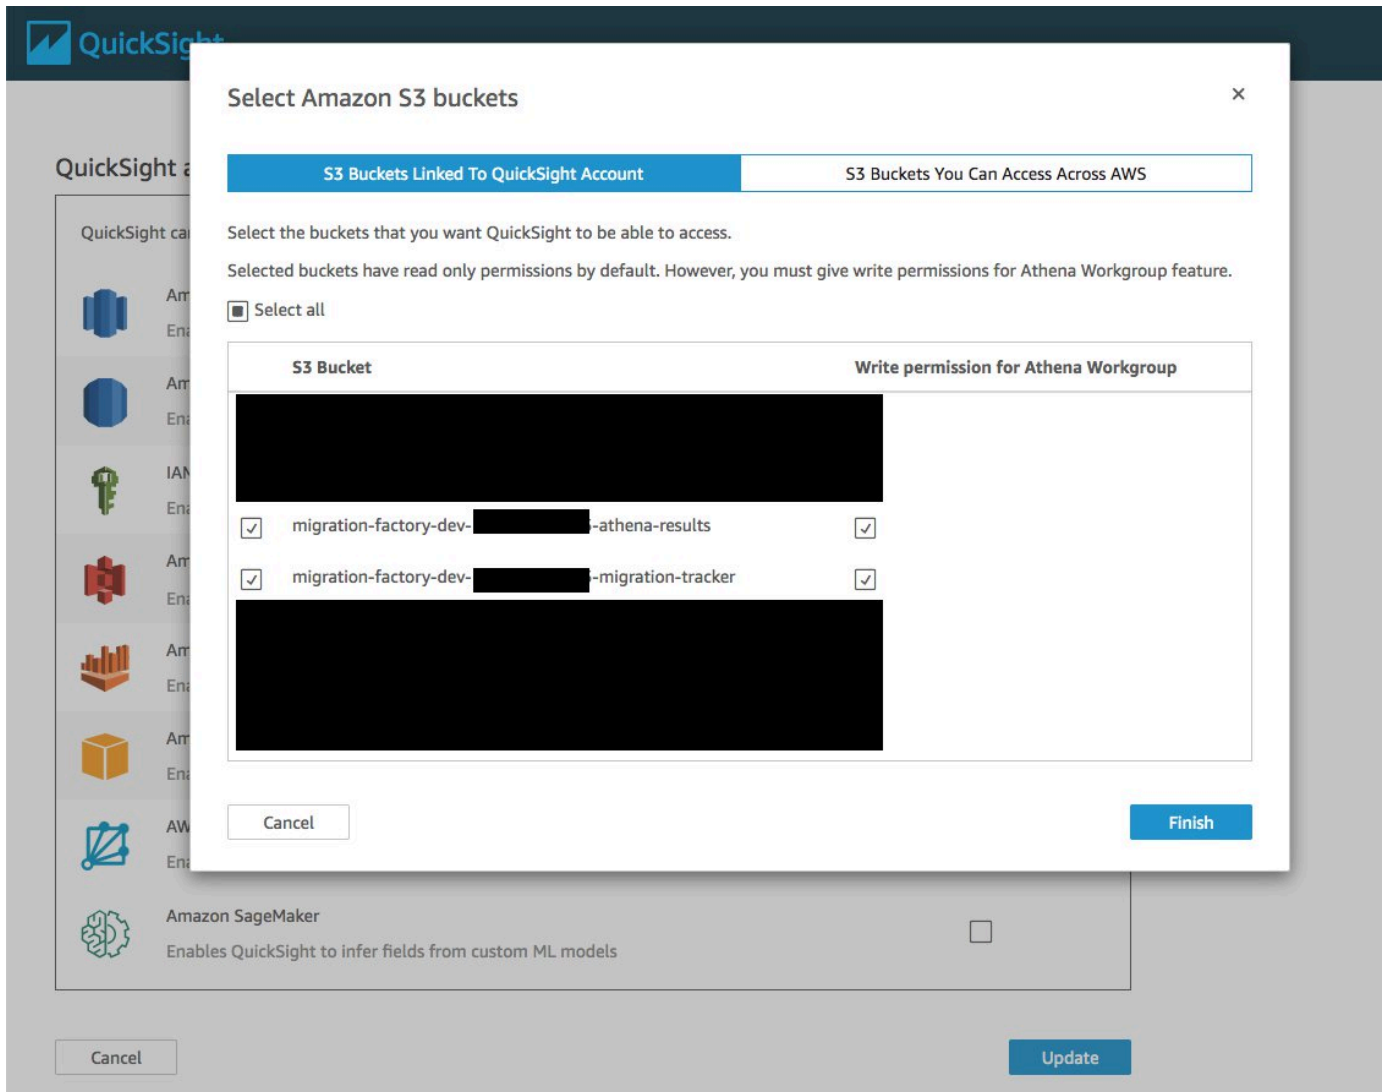 QuickSight
Select Amazon S3 buckets
×
QuickSight
S3 Buckets Linked To QuickSight Account
S3 Buckets You Can Access Across AWS
QuickSight
Select the buckets that you want QuickSight to be able to access.
Selected buckets have read only permissions by default. However, you must give write permissions for Athena Workgroup feature.
Select all
S3 Bucket
Write permission for Athena Workgroup
migration-factory-dev- -athena-results
migration-factory-dev- -migration-tracker
Cancel
Finish
Amazon SageMaker
Enables QuickSight to infer fields from custom ML models
Cancel
Update